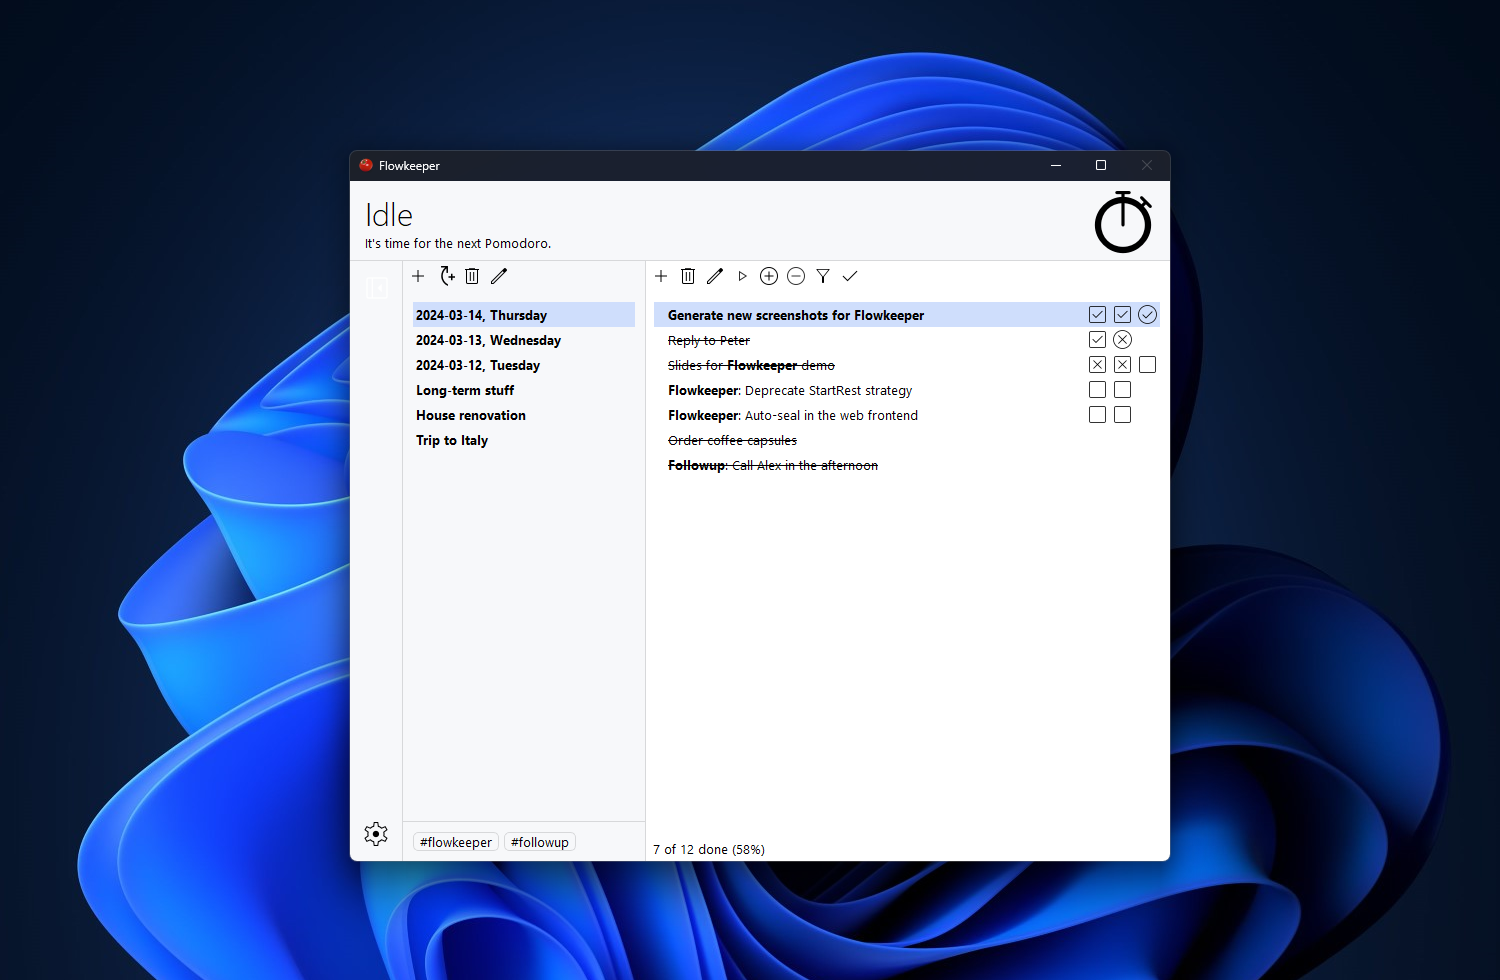 Flowkeeper
Idle
It's time for the next Pomodoro.
2024-03-14, Thursday
2024-03-13, Wednesday
2024-03-12, Tuesday
Long-term stuff
House renovation
Trip to Italy
#flowkeeper #followup
Generate new screenshots for Flowkeeper
Reply to Peter
Slides for Flowkeeper demo
Flowkeeper: Deprecate StartRest strategy
Flowkeeper: Auto-seal in the web frontend
Order coffee capsules
Followup: Call Alex in the afternoon
7 of 12 done (58%)